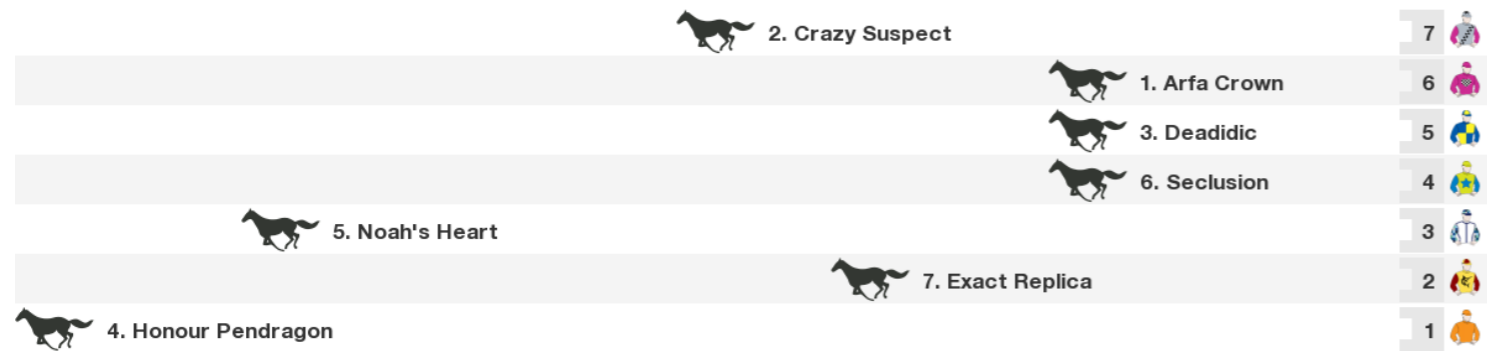 2. Crazy Suspect 7
1. Arfa Crown 6
3. Deadidic 5
6. Seclusion 4
5. Noah's Heart 3
7. Exact Replica 2
4. Honour Pendragon 1